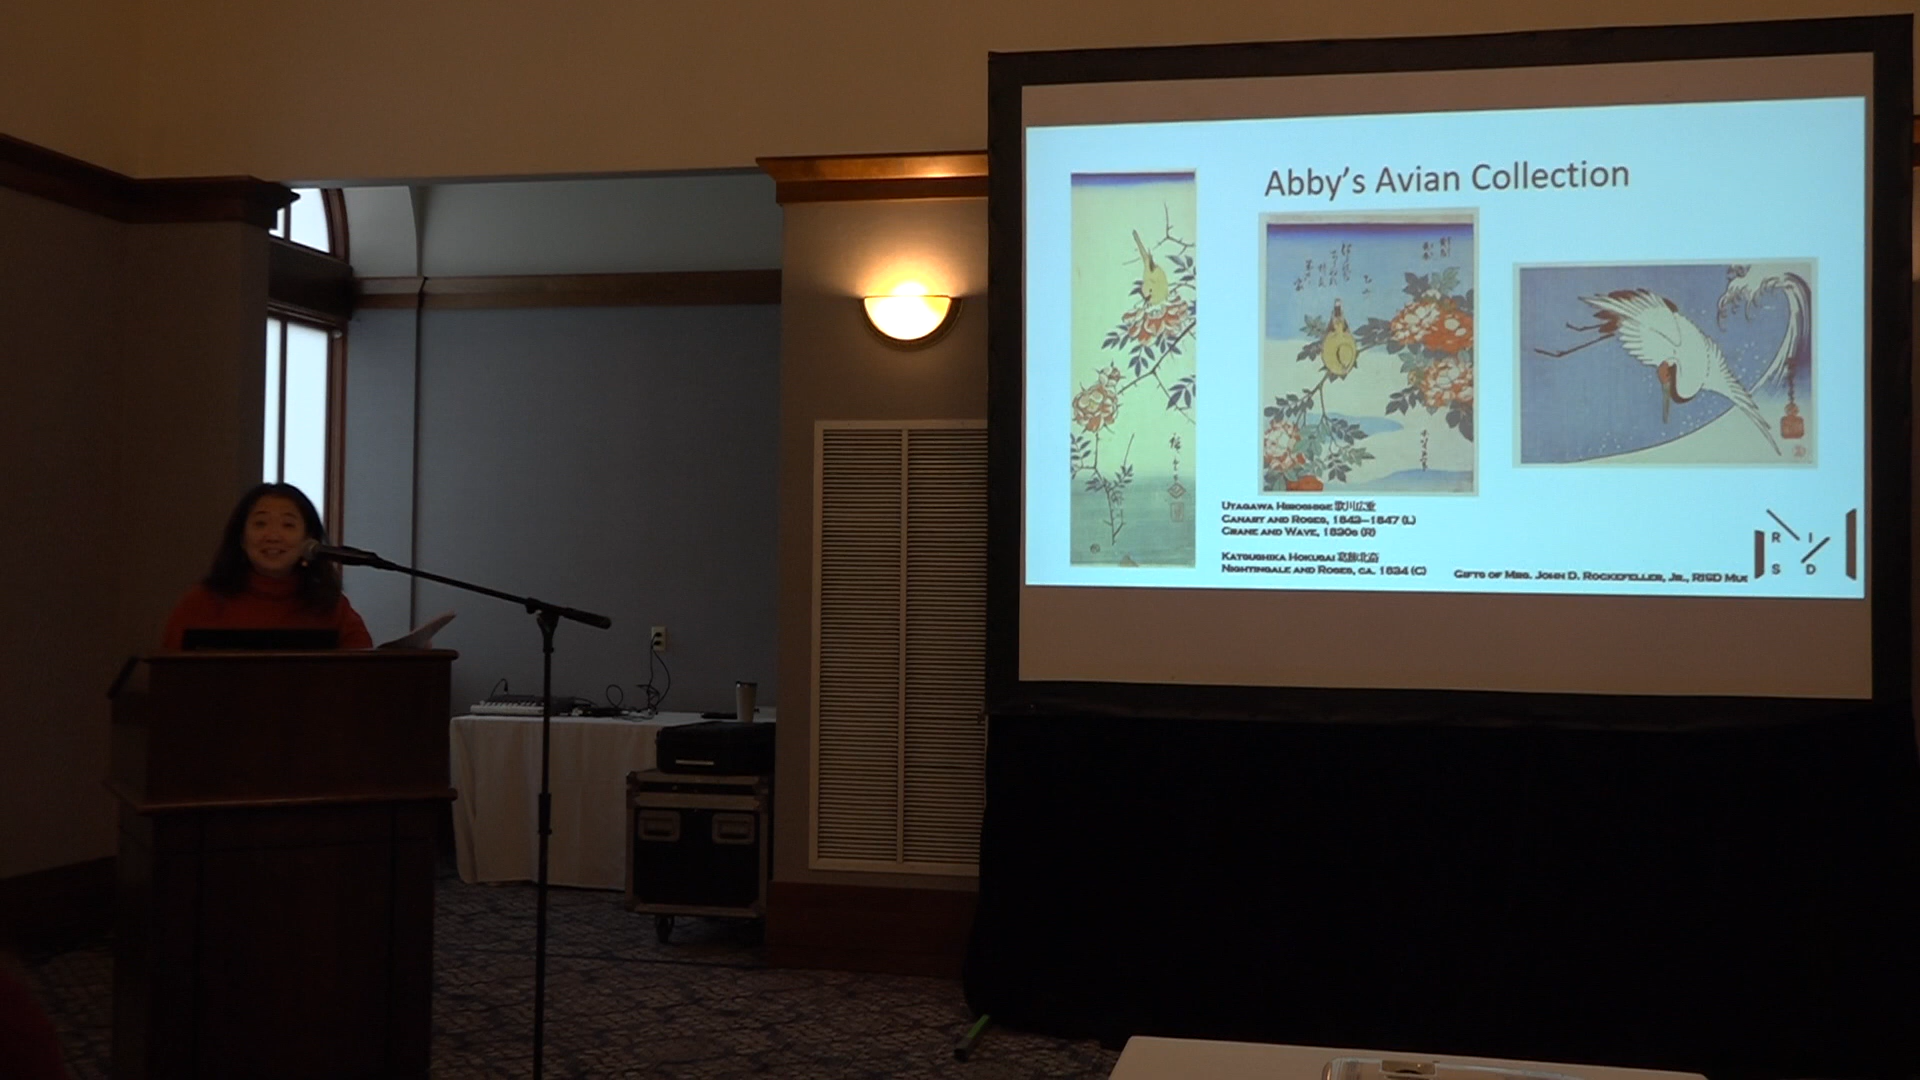 Abby's Avian Collection
UTAGAWA HIROSHIGE 歌川広重
CANARY AND ROSES, 1843–1847 (L)
CRANE AND WAVE, 1830s (R)
KATSUSHIKA HOKUSAI 葛飾北斎
NIGHTINGALE AND ROSES, CA. 1834 (C)
GIFTS OF MRS. JOHN D. ROCKEFELLER, JR., RISD MUS
R I
S D